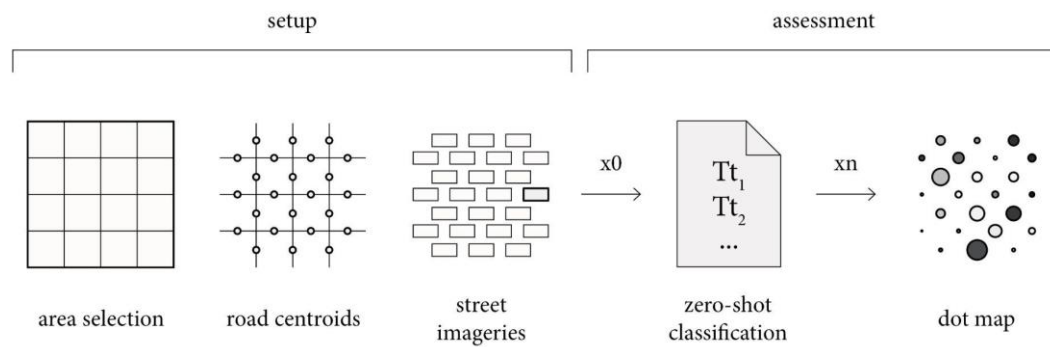 setup
assessment
x0
xn
Tt₁
Tt₂
...
area selection
road centroids
street
imageries
zero-shot
classification
dot map